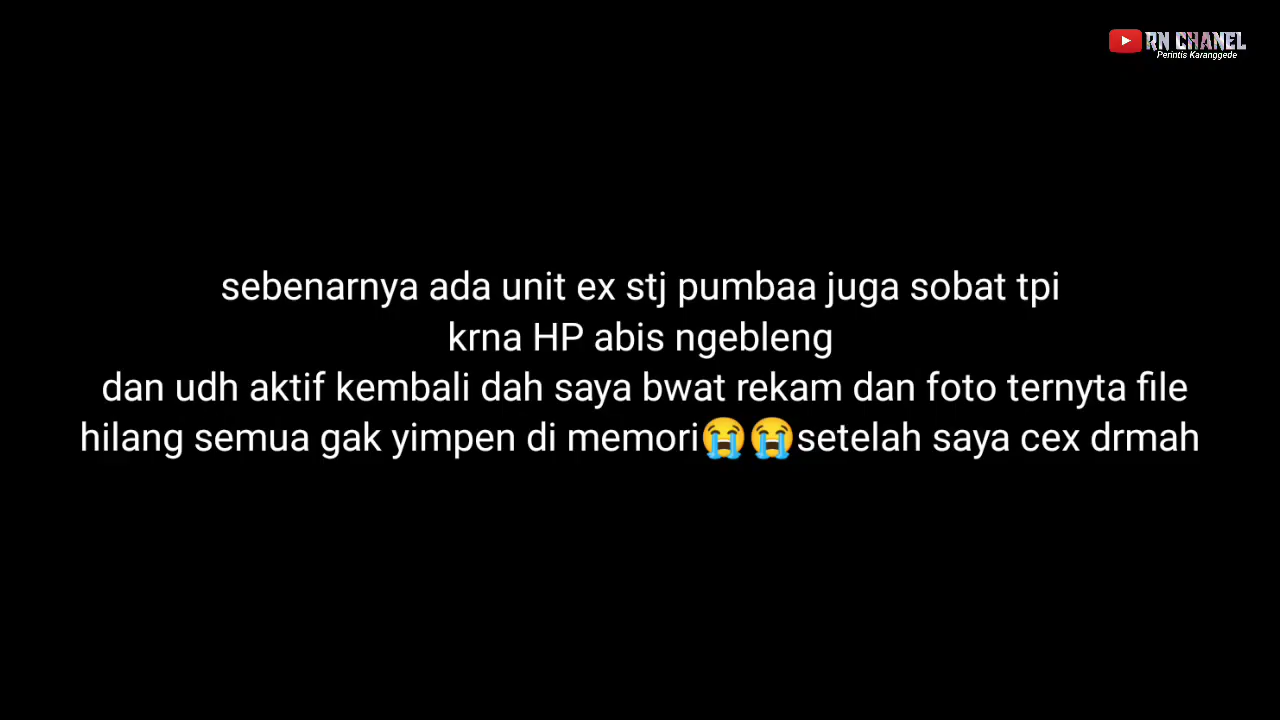 RN CHANEL
Perintis Karanggede
sebenarnya ada unit ex stj pumbaa juga sobat tpi
krna HP abis ngebleng
dan udh aktif kembali dah saya bwat rekam dan foto ternyta file
hilang semua gak yimpen di memori😭😭setelah saya cex drmah